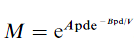 M = e^{Apde^{-Bpd/V}}